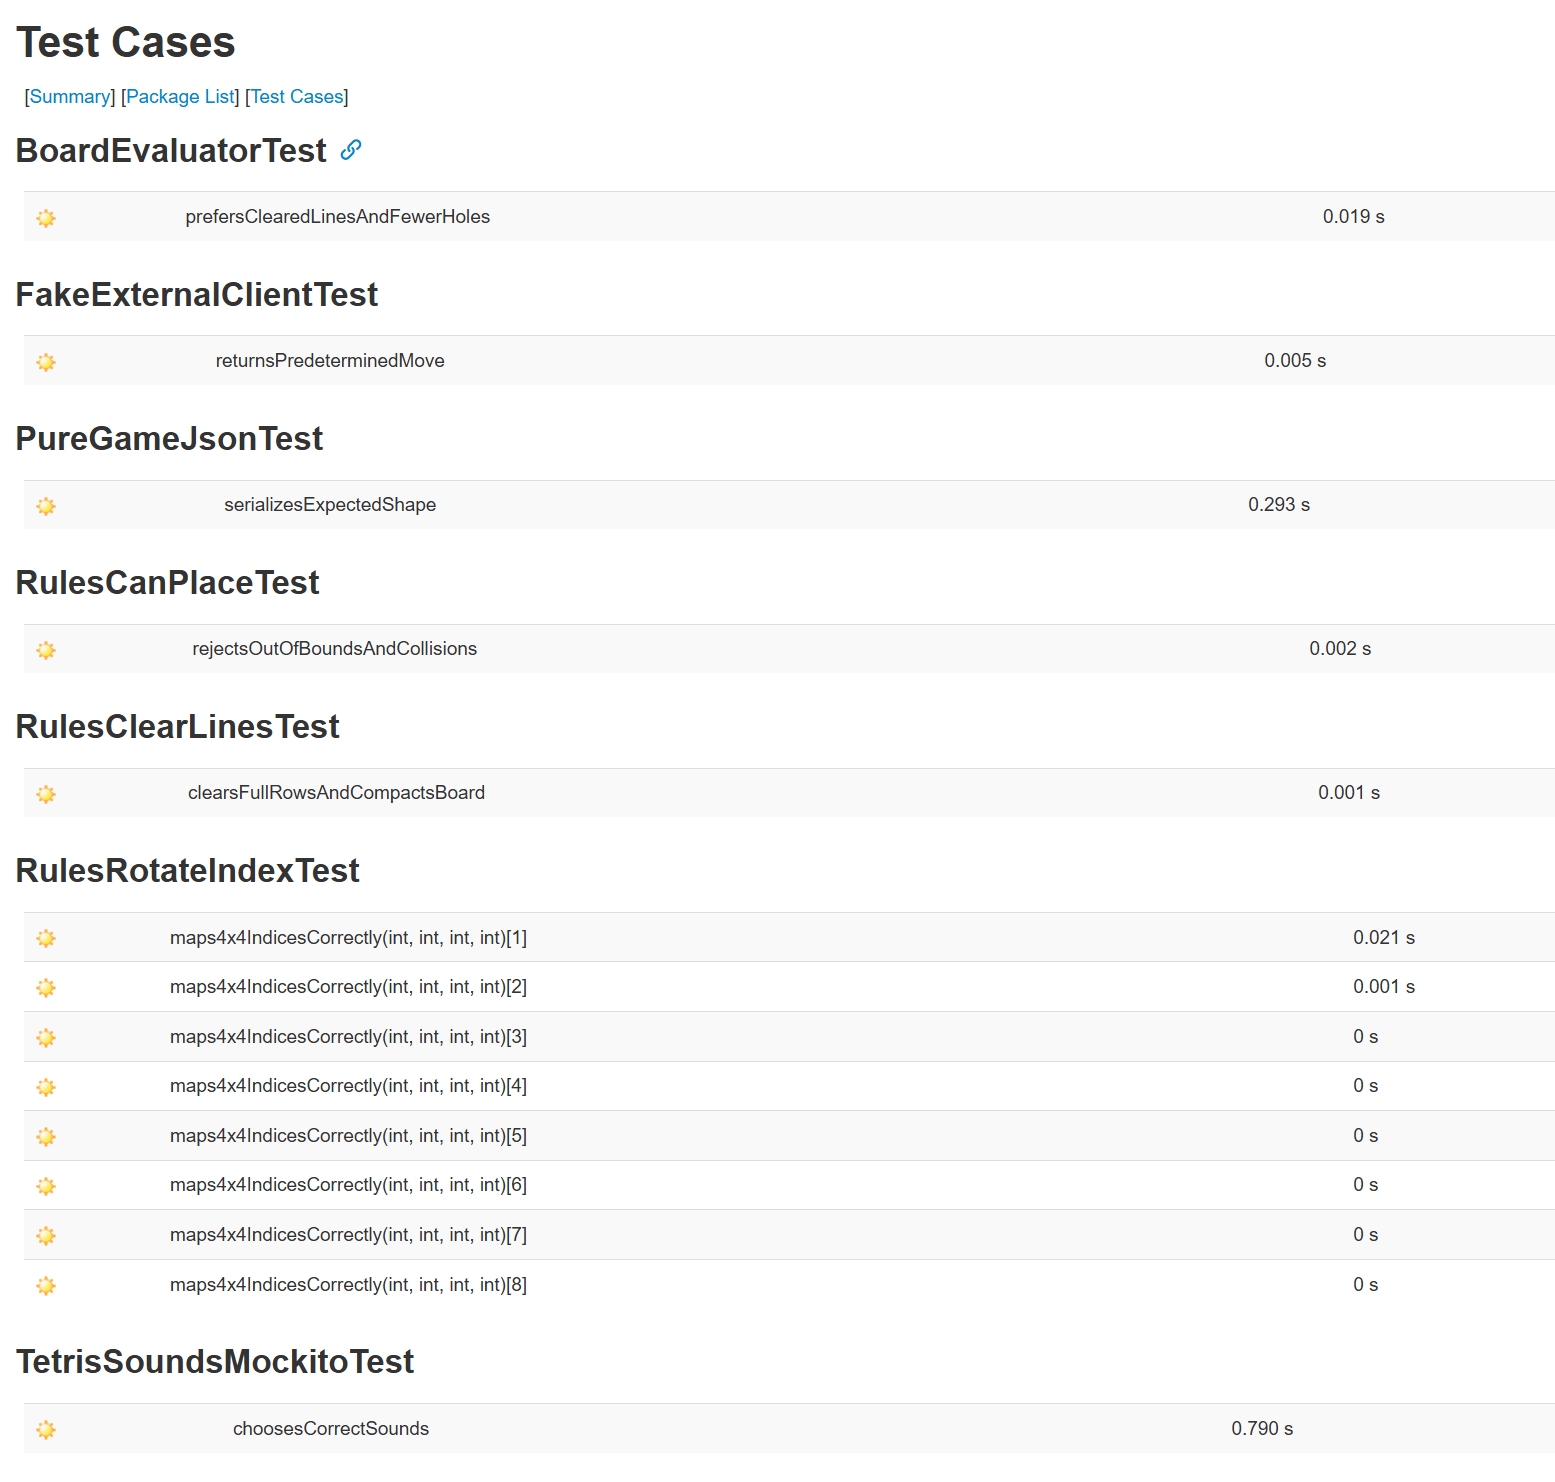 Test Cases
[Summary] [Package List] [Test Cases]
BoardEvaluatorTest
prefersClearedLinesAndFewerHoles 0.019 s
FakeExternalClientTest
returnsPredeterminedMove 0.005 s
PureGameJsonTest
serializesExpectedShape 0.293 s
RulesCanPlaceTest
rejectsOutOfBoundsAndCollisions 0.002 s
RulesClearLinesTest
clearsFullRowsAndCompactsBoard 0.001 s
RulesRotateIndexTest
maps4x4IndicesCorrectly(int, int, int, int)[1] 0.021 s
maps4x4IndicesCorrectly(int, int, int, int)[2] 0.001 s
maps4x4IndicesCorrectly(int, int, int, int)[3] 0 s
maps4x4IndicesCorrectly(int, int, int, int)[4] 0 s
maps4x4IndicesCorrectly(int, int, int, int)[5] 0 s
maps4x4IndicesCorrectly(int, int, int, int)[6] 0 s
maps4x4IndicesCorrectly(int, int, int, int)[7] 0 s
maps4x4IndicesCorrectly(int, int, int, int)[8] 0 s
TetrisSoundsMockitoTest
choosesCorrectSounds 0.790 s